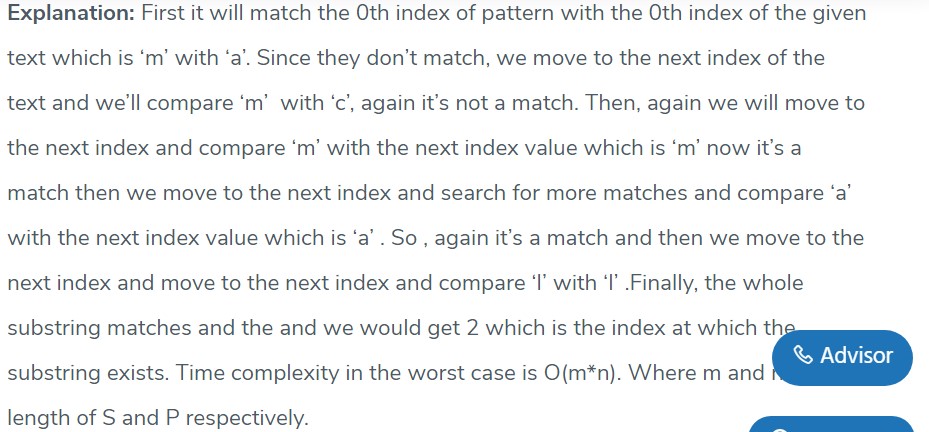 Explanation: First it will match the 0th index of pattern with the 0th index of the given
text which is ‘m’ with ‘a’. Since they don’t match, we move to the next index of the
text and we’ll compare ‘m’  with ‘c’, again it’s not a match. Then, again we will move to
the next index and compare ‘m’ with the next index value which is ‘m’ now it’s a
match then we move to the next index and search for more matches and compare ‘a’
with the next index value which is ‘a’ . So , again it’s a match and then we move to the
next index and move to the next index and compare ‘l’ with ‘l’ .Finally, the whole
substring matches and the and we would get 2 which is the index at which the
Advisor
substring exists. Time complexity in the worst case is O(m*n). Where m and
length of S and P respectively.